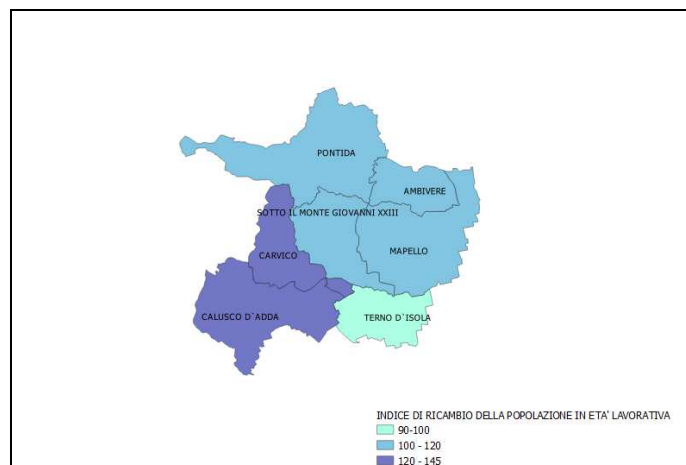 PONTIDA
AMBIVERE
SOTTO IL MONTE GIOVANNI XXIII
MAPELLO
CARVICO
CALUSCO D`ADDA
TERNO D`ISOLA
INDICE DI RICAMBIO DELLA POPOLAZIONE IN ETA' LAVORATIVA
90-100
100 - 120
120 - 145